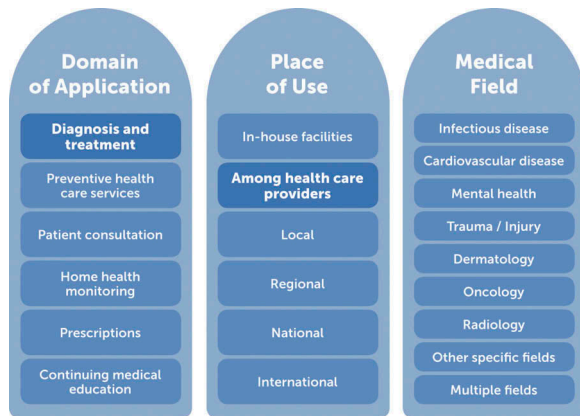 Domain
of Application
Diagnosis and
treatment
Preventive health
care services
Patient consultation
Home health
monitoring
Prescriptions
Continuing medical
education
Place
of Use
In-house facilities
Among health care
providers
Local
Regional
National
International
Medical
Field
Infectious disease
Cardiovascular disease
Mental health
Trauma / Injury
Dermatology
Oncology
Radiology
Other specific fields
Multiple fields